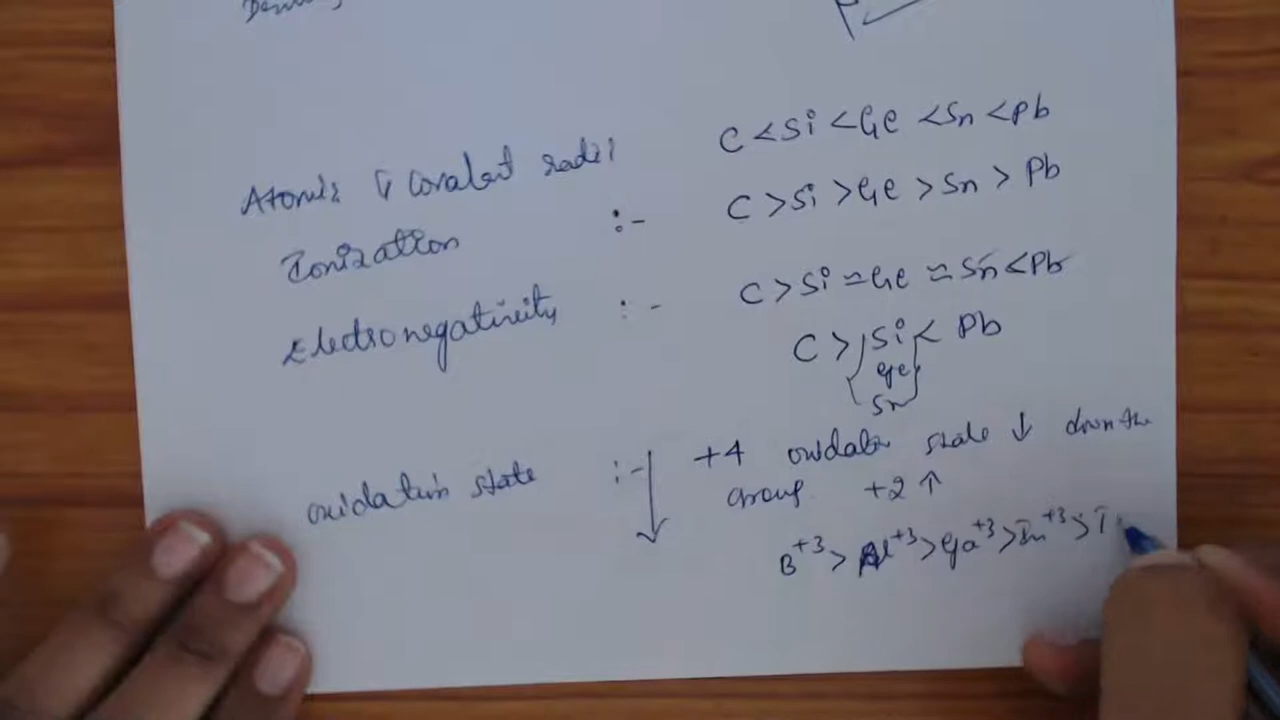 Atomic & covalent radii C < Si < Ge < Sn < Pb
Ionization :- C > Si > Ge > Sn > Pb
Electronegativity :- C > Si ≃ Ge ≃ Sn < Pb
C > Si < Pb
Ge
Sn
oxidation state :- +4 oxidation state ↓ down the
group +2 ↑
B+3 > Al+3 > Ga+3 > In+3 > T